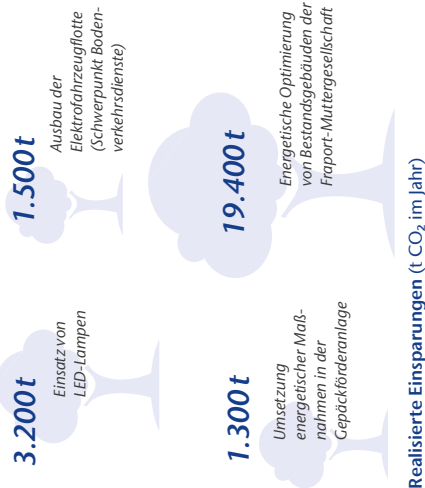 3.200 t
Einsatz von
LED-Lampen
1.500 t
Ausbau der
Elektrofahrzeugflotte
(Schwerpunkt Boden-
verkehrsdienste)
1.300 t
Umsetzung
energetischer Maß-
nahmen in der
Gepäckförderanlage
19.400 t
Energetische Optimierung
von Bestandsgebäuden der
Fraport-Muttergesellschaft
Realisierte Einsparungen (t CO₂ im Jahr)